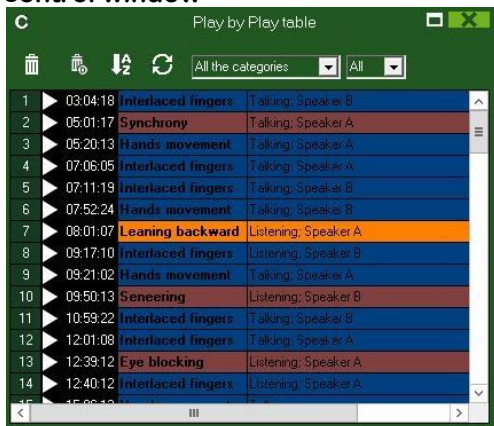 control window
C Play by Play table
All the categories All
1 03:04:18 Interlaced fingers Talking; Speaker B
2 05:01:17 Synchrony Talking; Speaker A
3 05:20:13 Hands movement Talking; Speaker A
4 07:06:05 Interlaced fingers Talking; Speaker A
5 07:11:19 Interlaced fingers Talking; Speaker B
6 07:52:24 Hands movement Talking; Speaker B
7 08:01:07 Leaning backward Listening; Speaker A
8 09:17:10 Interlaced fingers Listening; Speaker B
9 09:21:02 Hands movement Talking; Speaker A
10 09:50:13 Seneering Listening; Speaker B
11 10:59:22 Interlaced fingers Talking; Speaker B
12 12:01:08 Interlaced fingers Talking; Speaker A
13 12:39:12 Eye blocking Listening; Speaker A
14 12:40:12 Interlaced fingers Listening; Speaker A